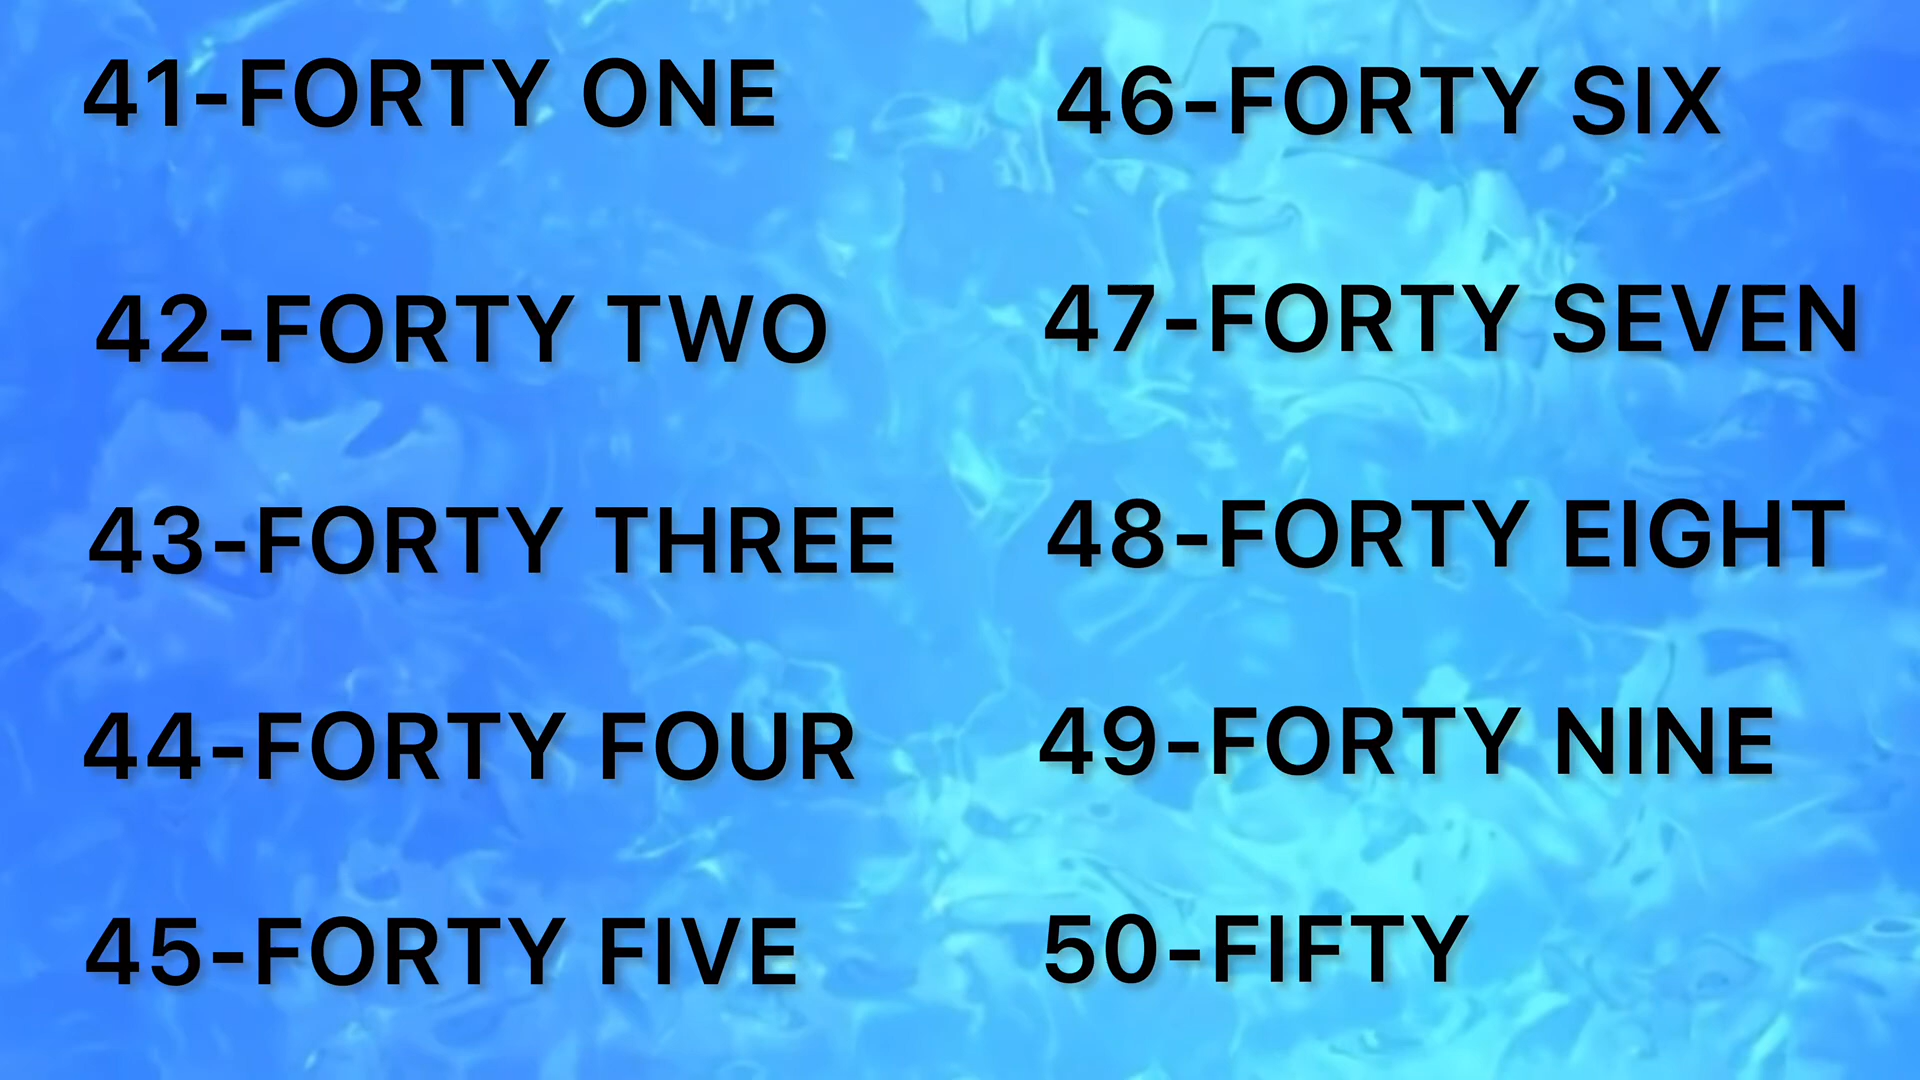 41-FORTY ONE
42-FORTY TWO
43-FORTY THREE
44-FORTY FOUR
45-FORTY FIVE
46-FORTY SIX
47-FORTY SEVEN
48-FORTY EIGHT
49-FORTY NINE
50-FIFTY